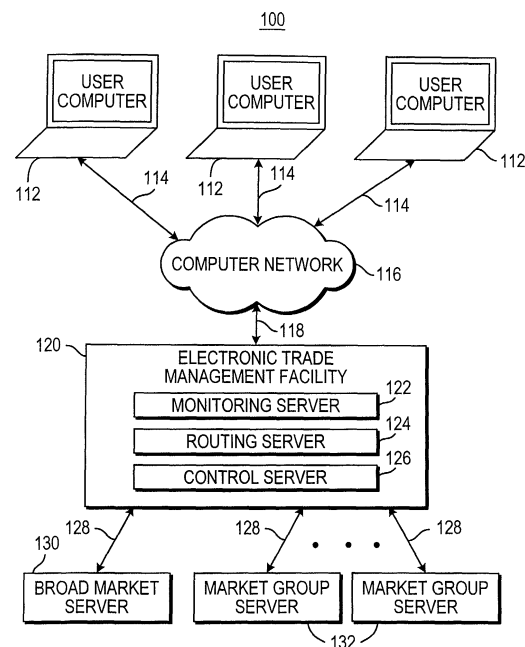 100
USER
COMPUTER
USER
COMPUTER
USER
COMPUTER
112
114
112
114
114
112
COMPUTER NETWORK
116
118
120
ELECTRONIC TRADE
MANAGEMENT FACILITY
MONITORING SERVER
122
ROUTING SERVER
124
CONTROL SERVER
126
128
128
128
130
BROAD MARKET
SERVER
MARKET GROUP
SERVER
MARKET GROUP
SERVER
132